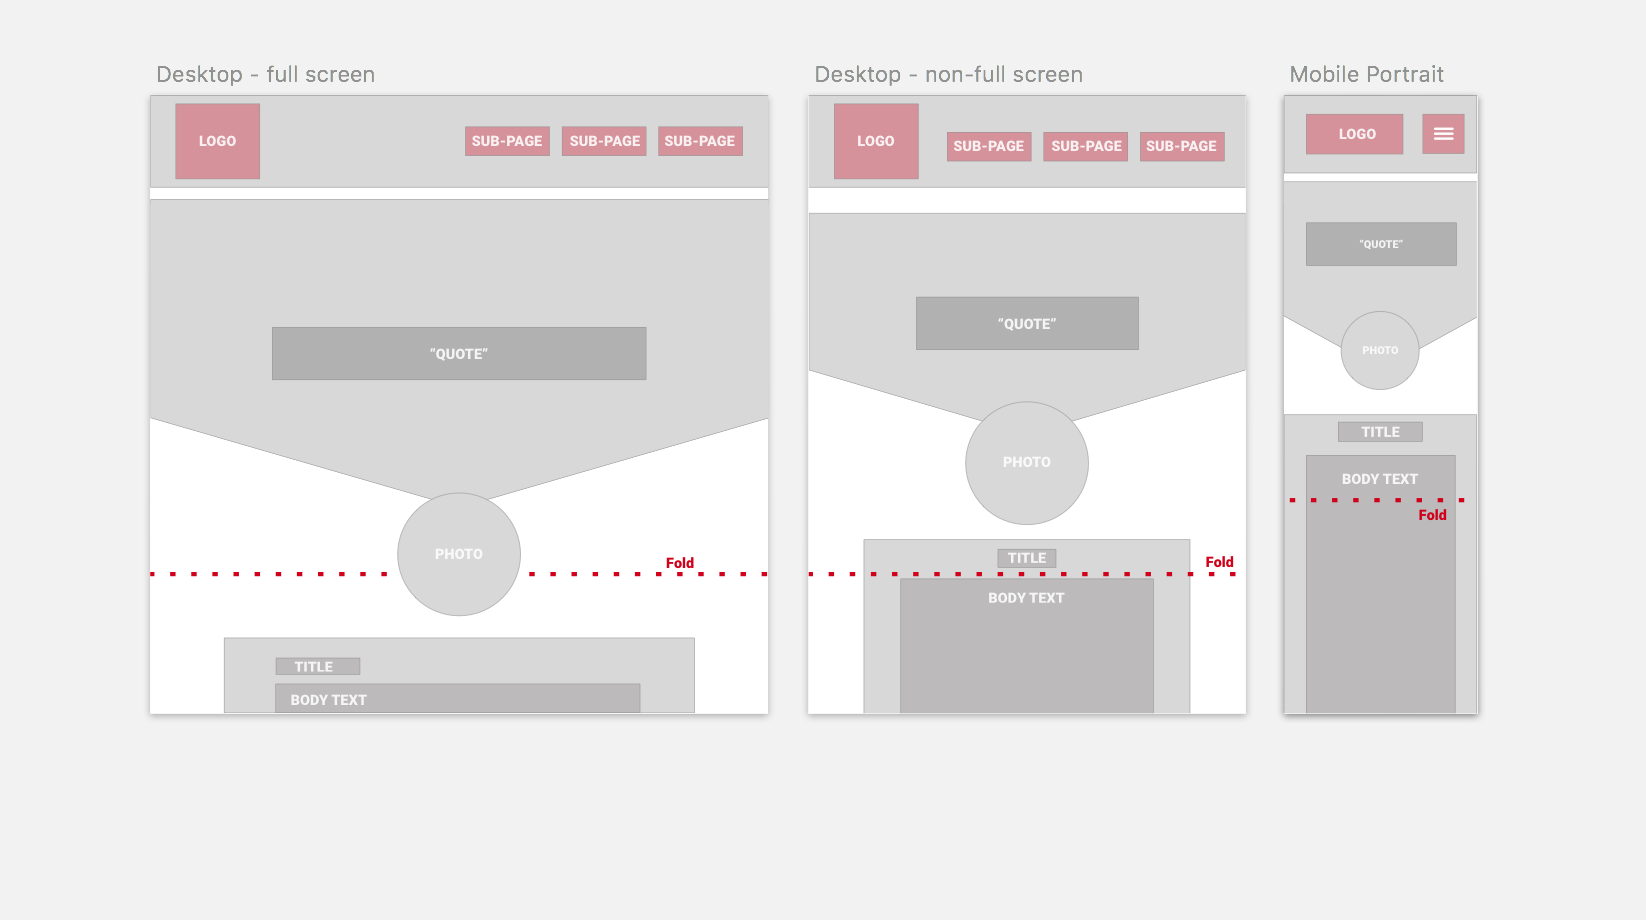 Desktop - full screen
LOGO
SUB-PAGE SUB-PAGE SUB-PAGE
“QUOTE”
PHOTO
Fold
TITLE
BODY TEXT
Desktop - non-full screen
LOGO
SUB-PAGE SUB-PAGE SUB-PAGE
“QUOTE”
PHOTO
TITLE
Fold
BODY TEXT
Mobile Portrait
LOGO
“QUOTE”
PHOTO
TITLE
BODY TEXT
Fold